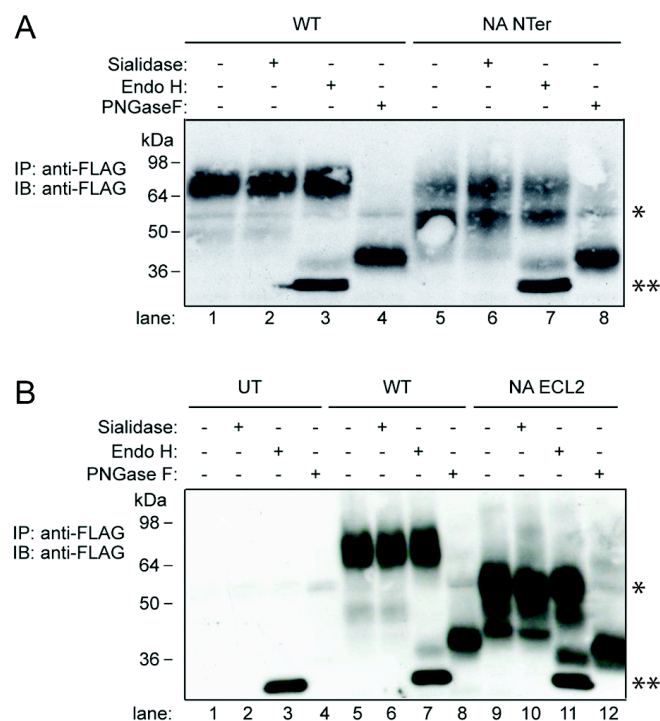 A
WT NA NTer
Sialidase: - + - - - + - -
Endo H: - - + - - - + -
PNGaseF: - - - + - - - +
kDa
98
IP: anti-FLAG
IB: anti-FLAG
64
*
50
36
**
lane: 1 2 3 4 5 6 7 8
B
UT WT NA ECL2
Sialidase: - + - - - + - - - + - -
Endo H: - - + - - - + - - - + -
PNGase F: - - - + - - - + - - - +
kDa
98
IP: anti-FLAG
IB: anti-FLAG
64
*
50
36
**
lane: 1 2 3 4 5 6 7 8 9 10 11 12